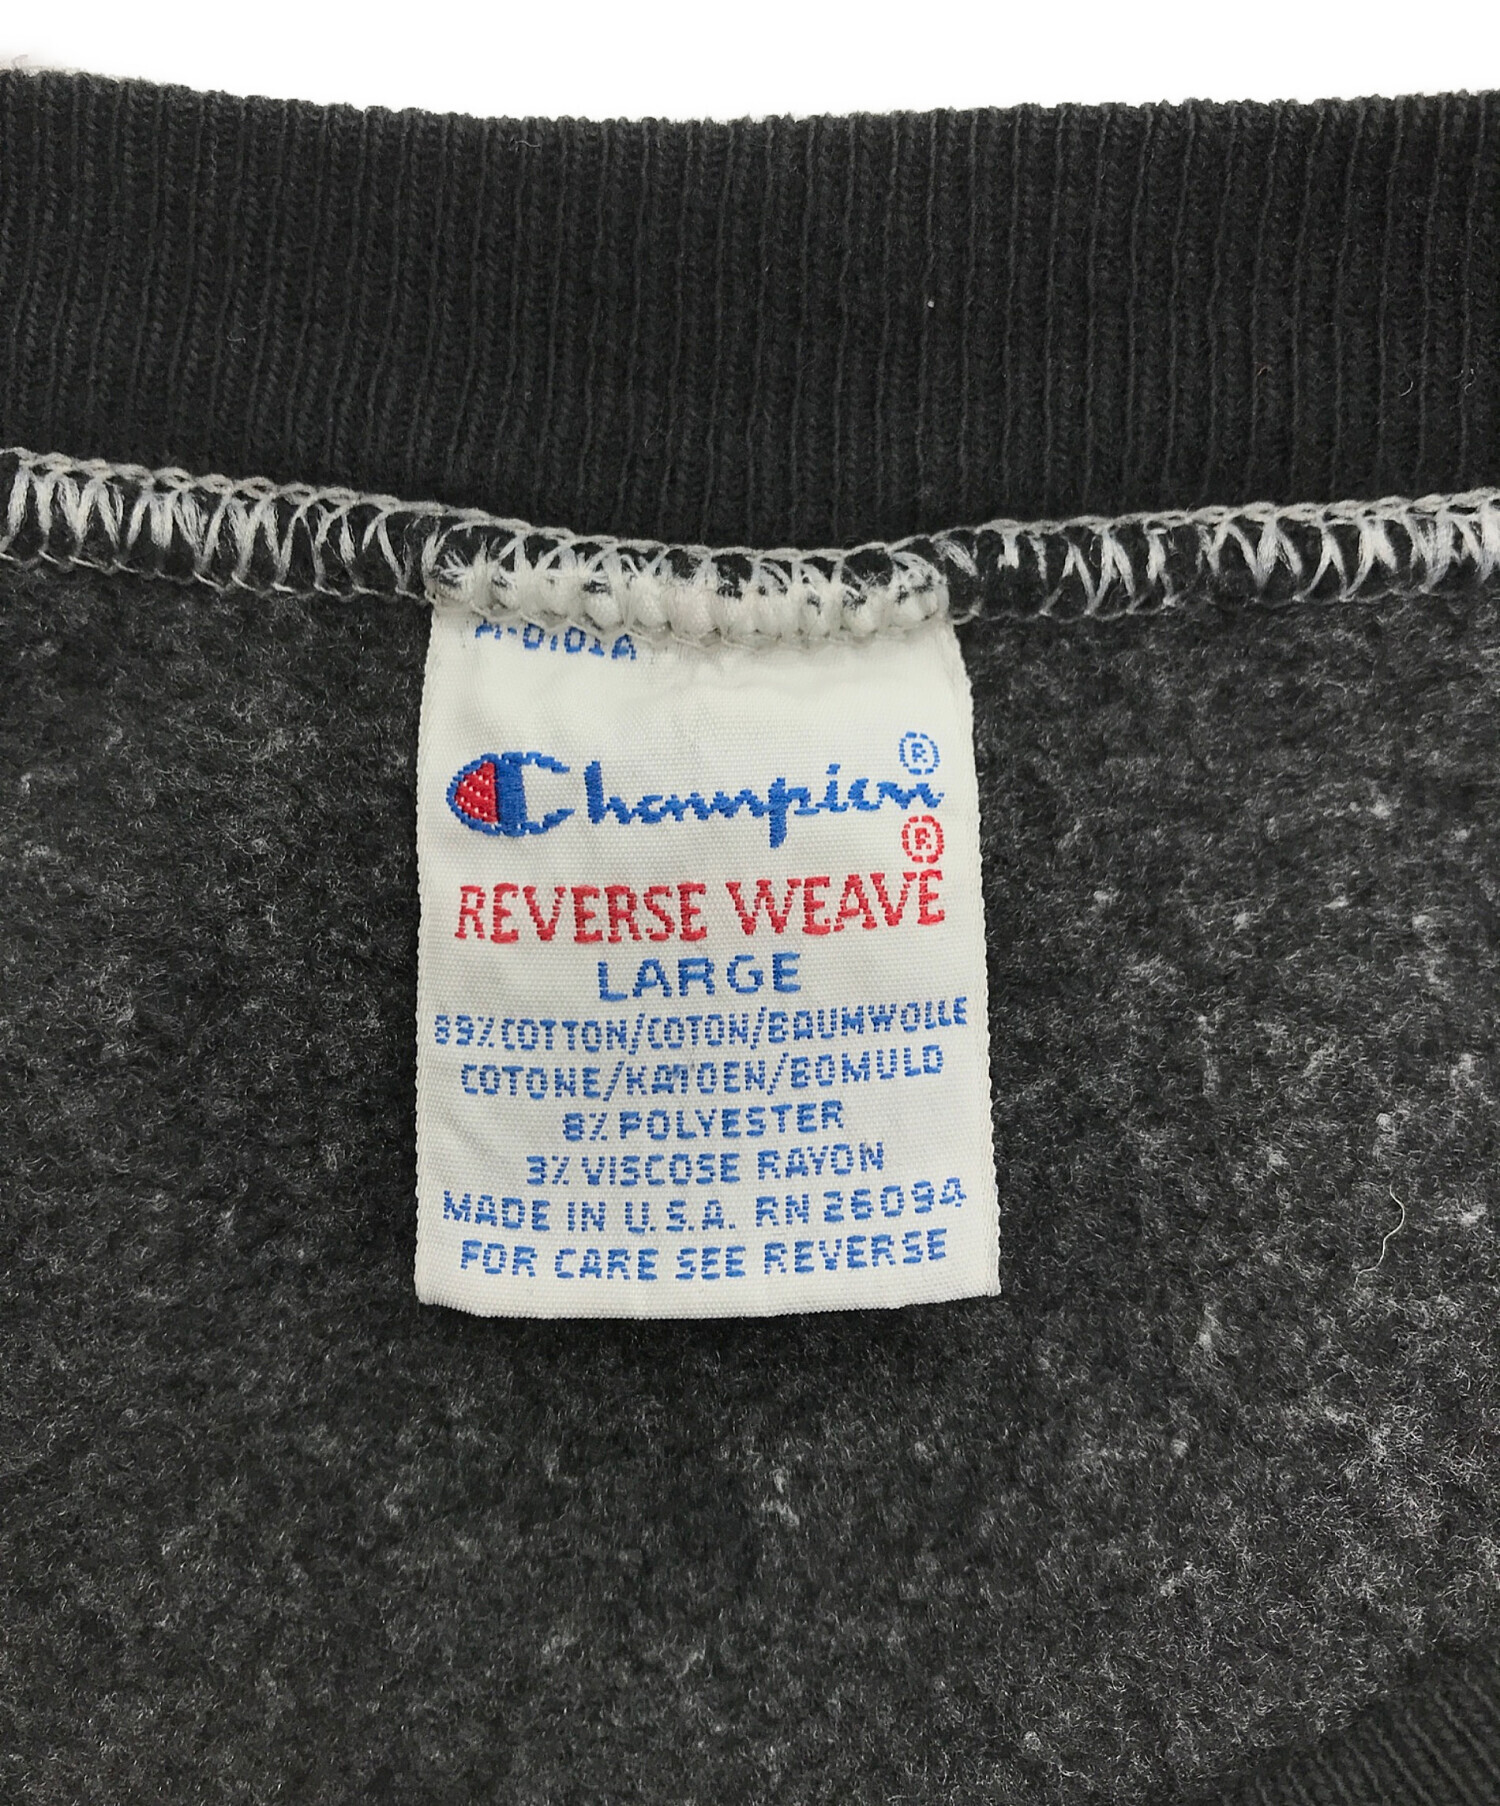 A-0101A
Champion®
®
REVERSE WEAVE
LARGE
89% COTTON/COTON/BAUMWOLLE
COTONE/KATOEN/BOMULD
8% POLYESTER
3% VISCOSE RAYON
MADE IN U.S.A. RN 26094
FOR CARE SEE REVERSE